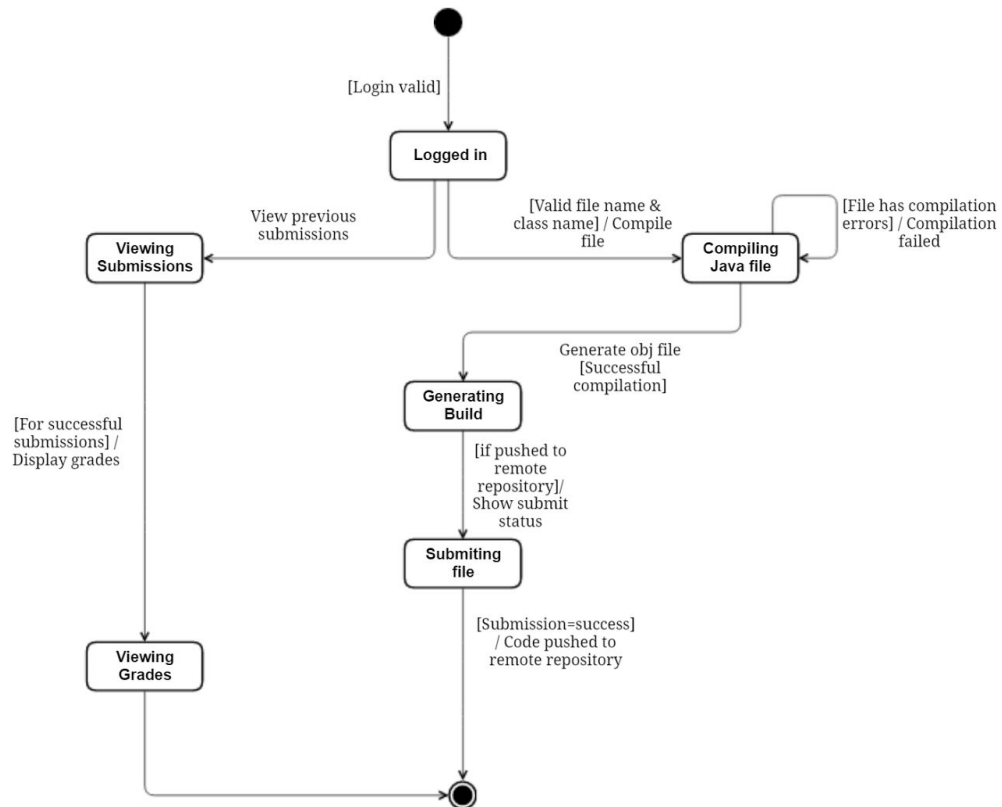 [Login valid]
Logged in
View previous
submissions
[Valid file name &
class name] / Compile
file
[File has compilation
errors] / Compilation
failed
Viewing
Submissions
Compiling
Java file
Generate obj file
[Successful
compilation]
Generating
Build
[For successful
submissions] /
Display grades
[if pushed to
remote
repository]/
Show submit
status
Submiting
file
[Submission=success]
/ Code pushed to
remote repository
Viewing
Grades